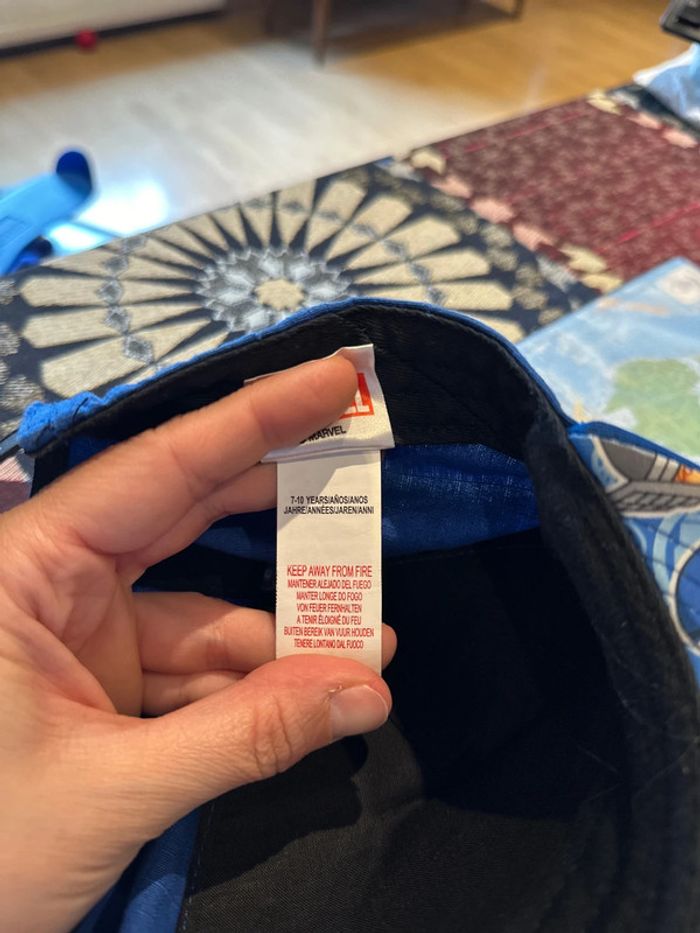 MARVEL
7-10 YEARS/AÑOS/ANOS
JAHRE/ANNÉES/JAREN/ANNI
KEEP AWAY FROM FIRE
MANTENER ALEJADO DEL FUEGO
MANTER LONGE DO FOGO
VON FEUER FERNHALTEN
A TENIR ÉLOIGNÉ DU FEU
BUITEN BEREIK VAN VUUR HOUDEN
TENERE LONTANO DAL FUOCO